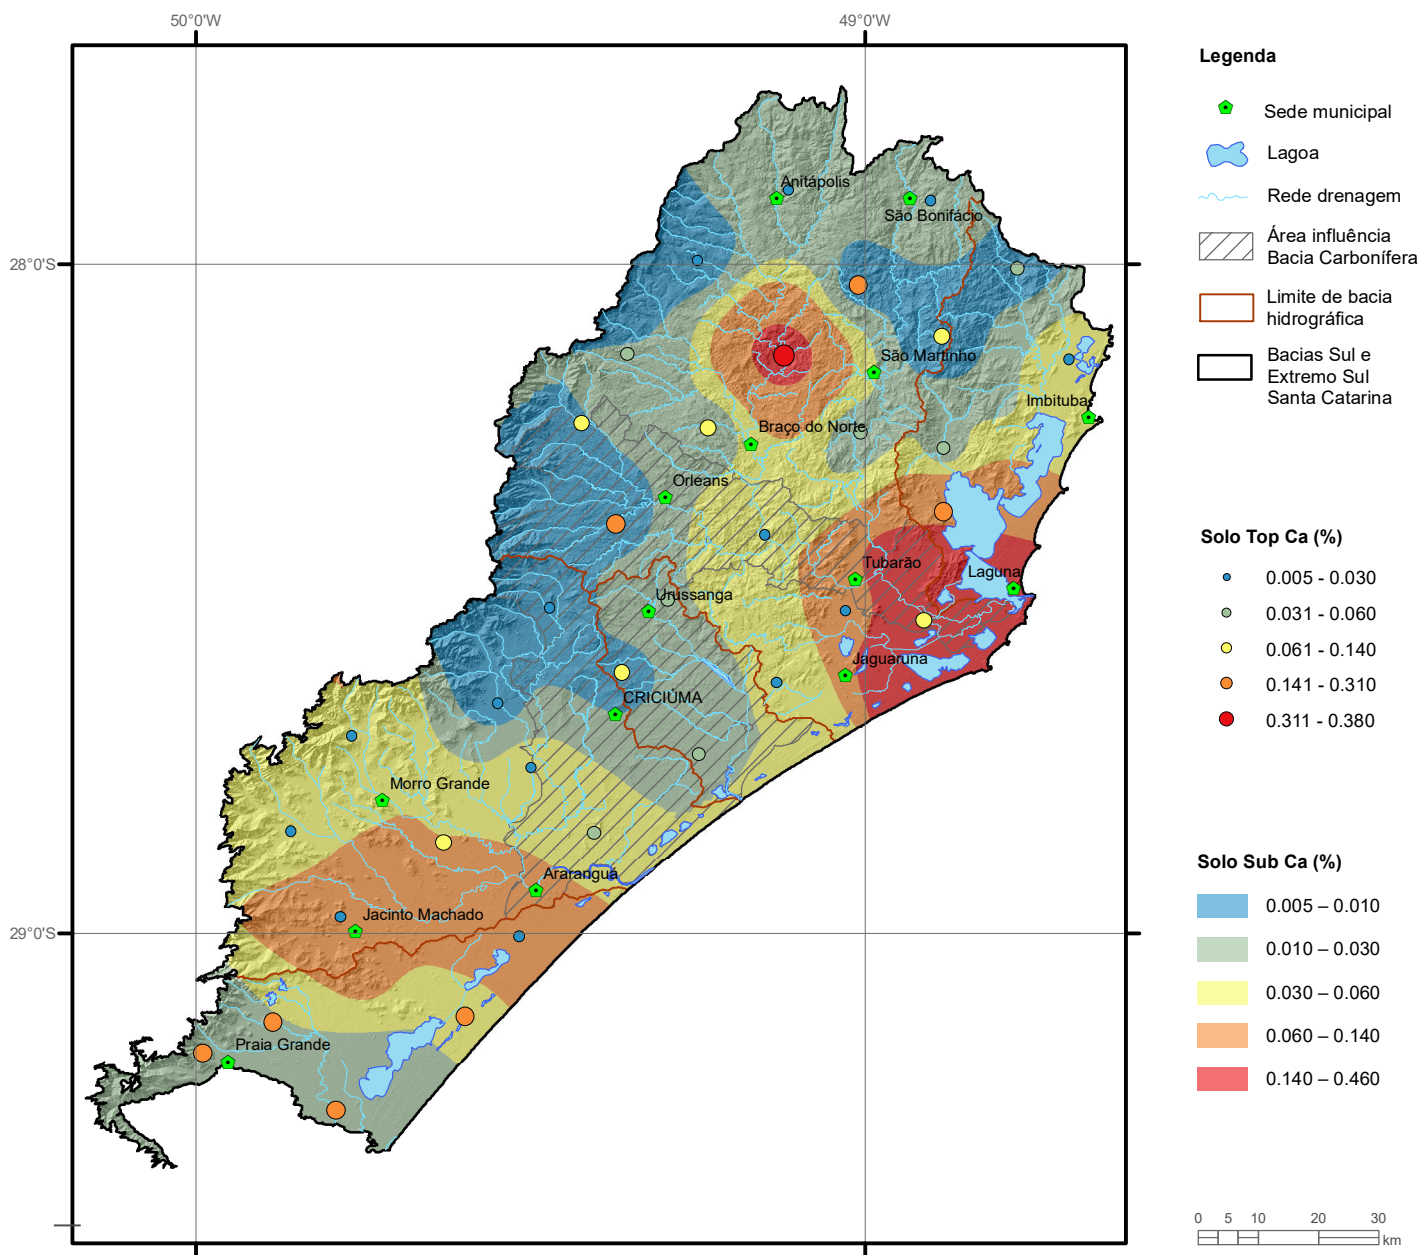 50°0'W
49°0'W
28°0'S
29°0'S
Anitápolis
São Bonifácio
São Martinho
Imbituba
Braço do Norte
Orleans
Tubarão
Laguna
Urussanga
Jaguaruna
CRICIÚMA
Morro Grande
Araranguá
Jacinto Machado
Praia Grande
Legenda
Sede municipal
Lagoa
Rede drenagem
Área influência
Bacia Carbonífera
Limite de bacia
hidrográfica
Bacias Sul e
Extremo Sul
Santa Catarina
Solo Top Ca (%)
0.005 - 0.030
0.031 - 0.060
0.061 - 0.140
0.141 - 0.310
0.311 - 0.380
Solo Sub Ca (%)
0.005 – 0.010
0.010 – 0.030
0.030 – 0.060
0.060 – 0.140
0.140 – 0.460
0 5 10 20 30
km